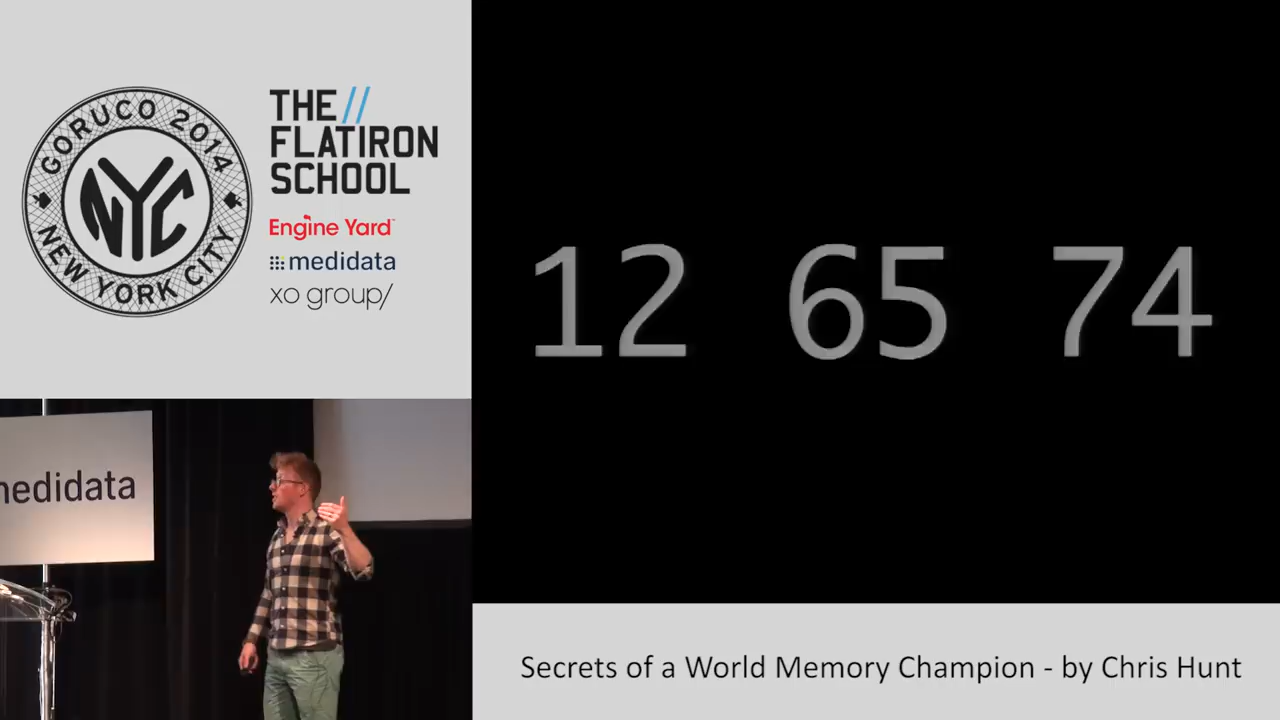 GORUCO 2014
NEW YORK CITY
NYC
THE//
FLATIRON
SCHOOL
Engine Yard
medidata
xo group/
12 65 74
medidata
Secrets of a World Memory Champion - by Chris Hunt